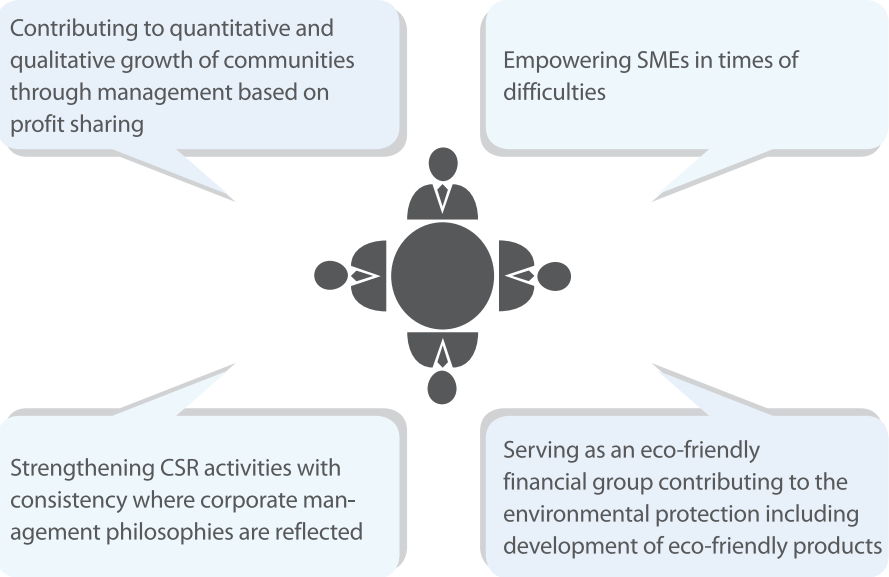 Contributing to quantitative and
qualitative growth of communities
through management based on
profit sharing
Empowering SMEs in times of
difficulties
Strengthening CSR activities with
consistency where corporate man-
agement philosophies are reflected
Serving as an eco-friendly
financial group contributing to the
environmental protection including
development of eco-friendly products